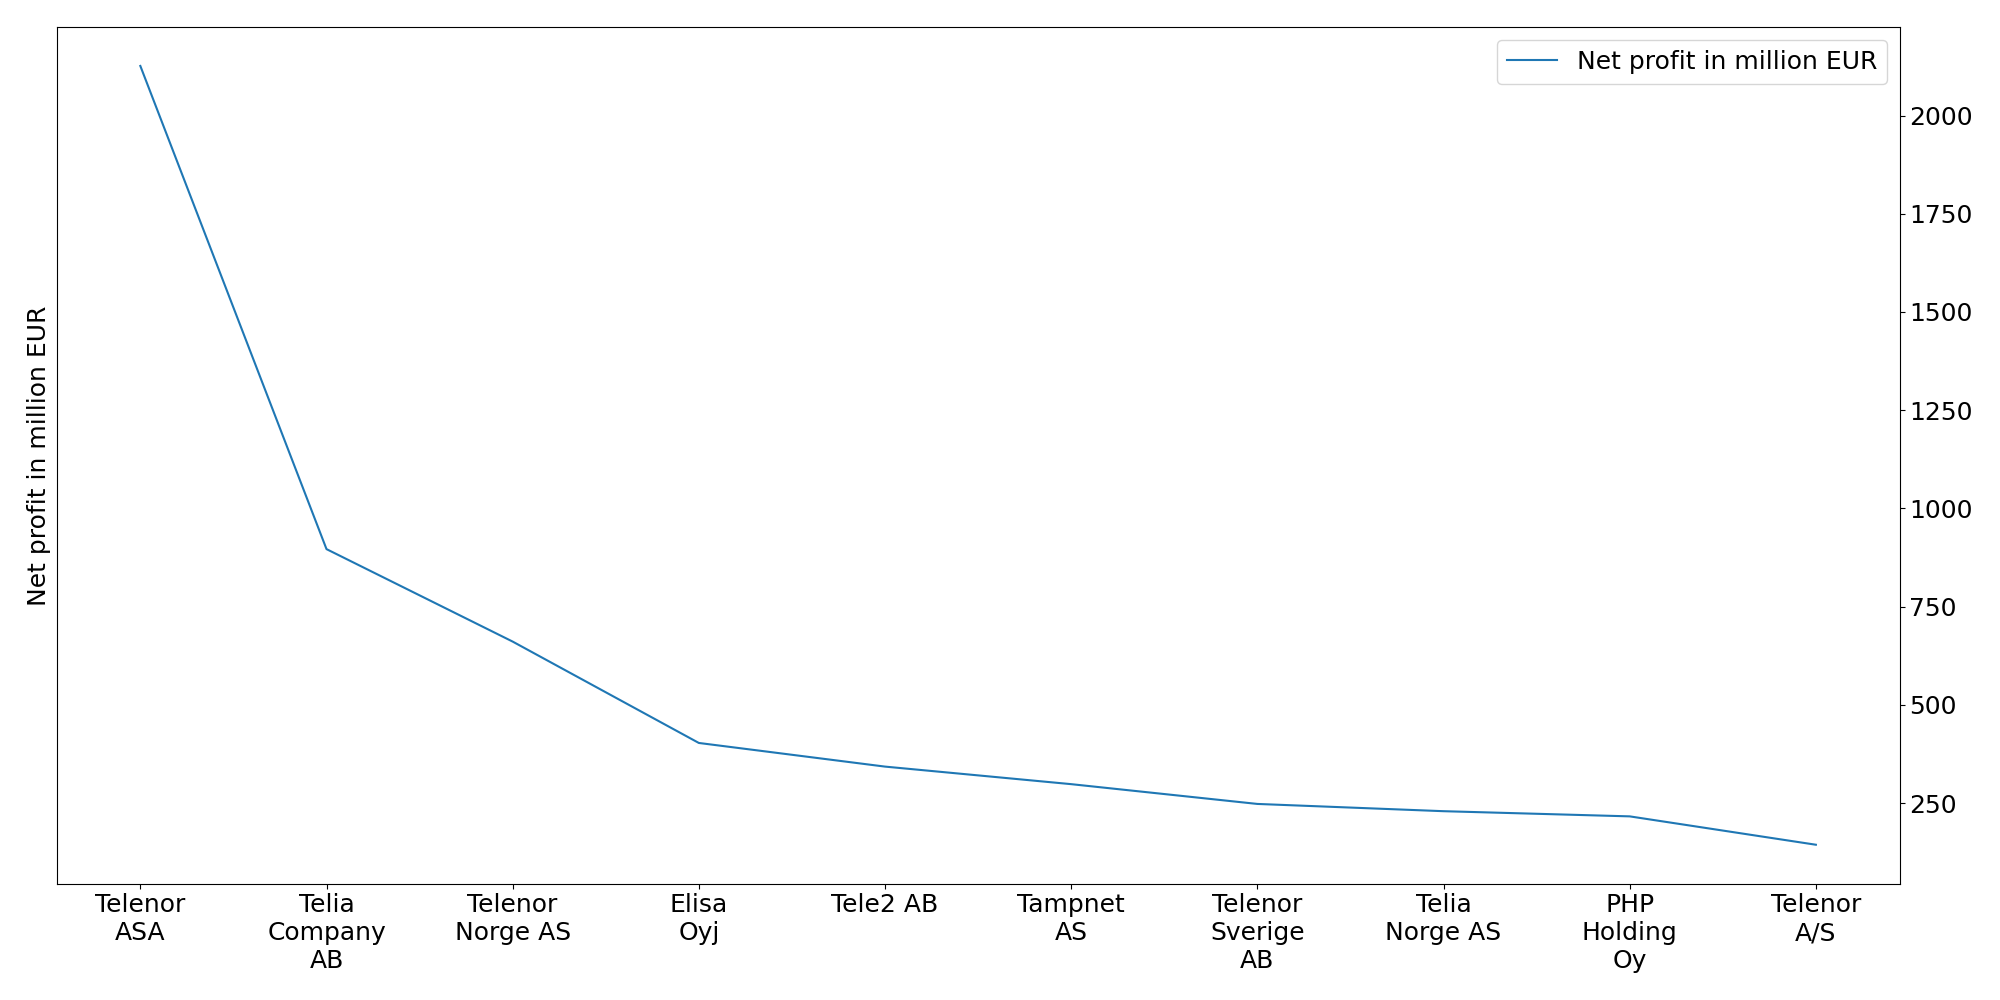 Net profit in million EUR
Net profit in million EUR
2000
1750
1500
1250
1000
750
500
250
Telenor
ASA
Telia
Company
AB
Telenor
Norge AS
Elisa
Oyj
Tele2 AB
Tampnet
AS
Telenor
Sverige
AB
Telia
Norge AS
PHP
Holding
Oy
Telenor
A/S